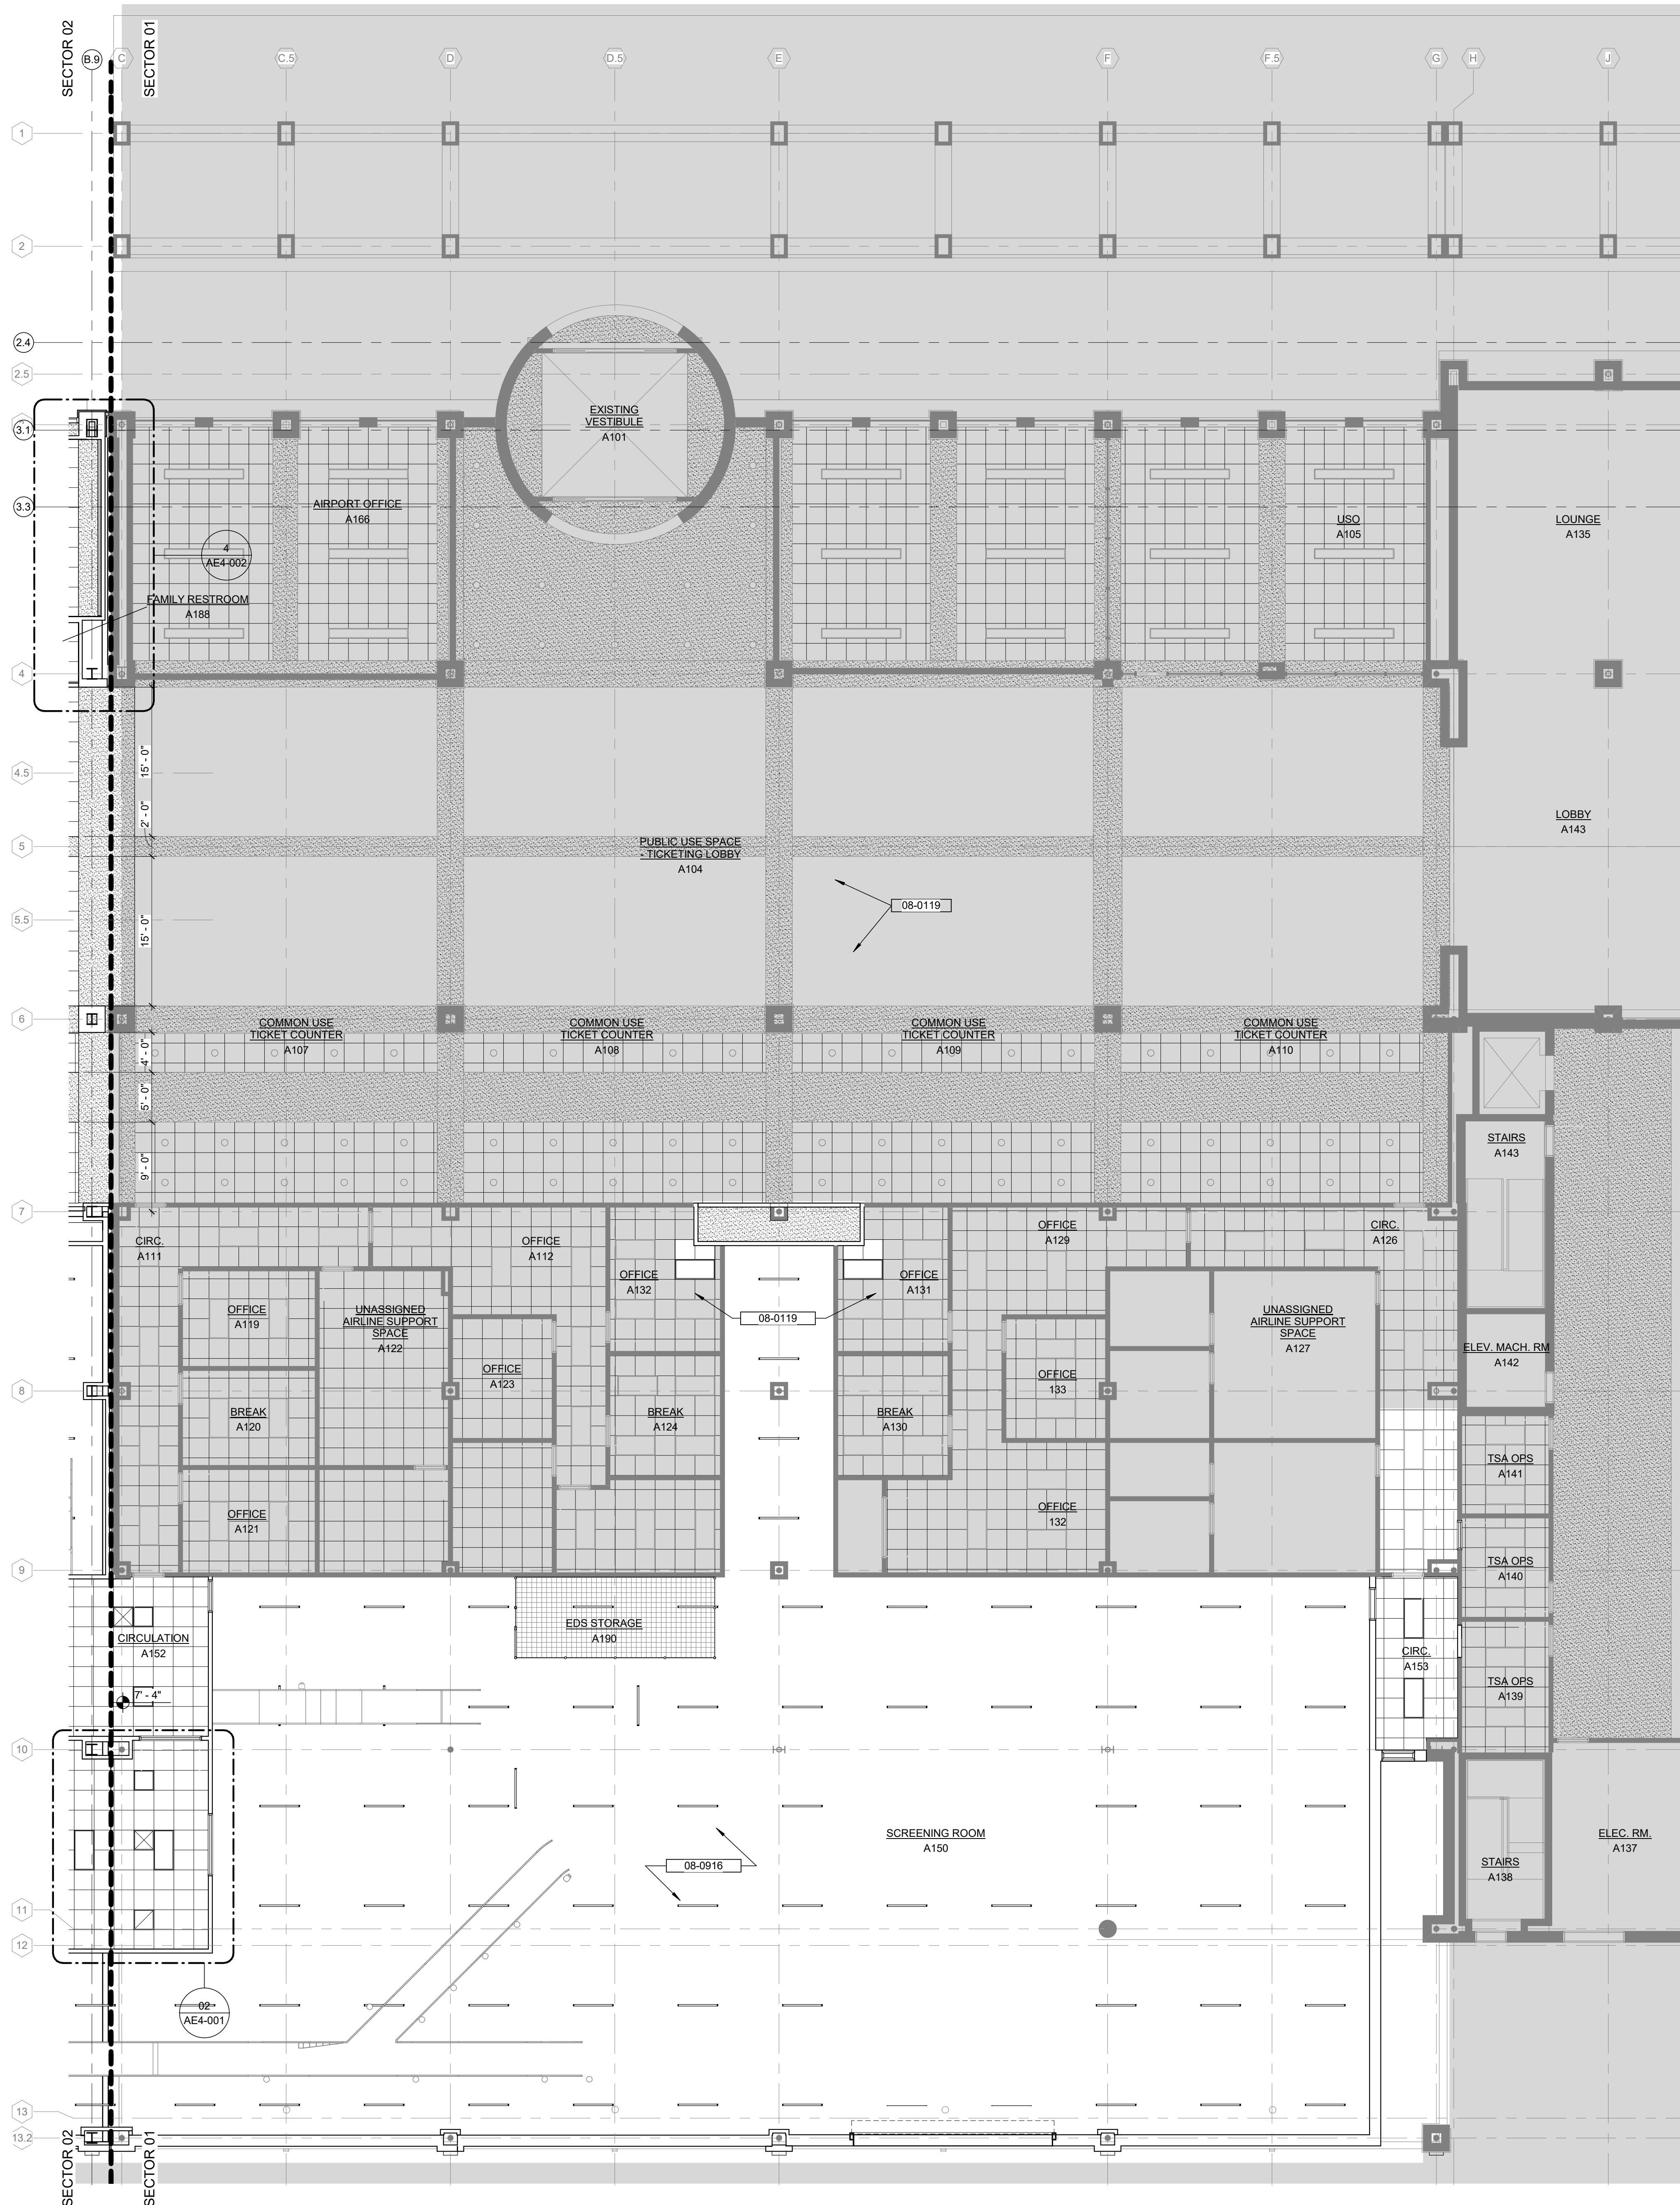 SECTOR 02
SECTOR 01
B.9
C
C.5
D
D.5
E
F
F.5
G
H
J
1
2
2.4
2.5
3.1
3.3
4
4.5
5
5.5
6
7
8
9
10
11
12
13
13.2
EXISTING
VESTIBULE
A101
AIRPORT OFFICE
A166
4
AE4-002
FAMILY RESTROOM
A188
USO
A105
LOUNGE
A135
15' - 0"
2' - 0"
15' - 0"
4' - 0"
5' - 0"
9' - 0"
PUBLIC USE SPACE
- TICKETING LOBBY
A104
LOBBY
A143
08-0119
COMMON USE
TICKET COUNTER
A107
COMMON USE
TICKET COUNTER
A108
COMMON USE
TICKET COUNTER
A109
COMMON USE
TICKET COUNTER
A110
STAIRS
A143
CIRC.
A111
OFFICE
A112
OFFICE
A129
CIRC.
A126
OFFICE
A132
OFFICE
A131
08-0119
OFFICE
A119
UNASSIGNED
AIRLINE SUPPORT
SPACE
A122
UNASSIGNED
AIRLINE SUPPORT
SPACE
A127
ELEV. MACH. RM
A142
OFFICE
A123
OFFICE
133
BREAK
A120
BREAK
A124
BREAK
A130
TSA OPS
A141
OFFICE
A121
OFFICE
132
TSA OPS
A140
EDS STORAGE
A190
CIRCULATION
A152
CIRC.
A153
7' - 4"
TSA OPS
A139
SCREENING ROOM
A150
08-0916
ELEC. RM.
A137
STAIRS
A138
02
AE4-001
SECTOR 02
SECTOR 01